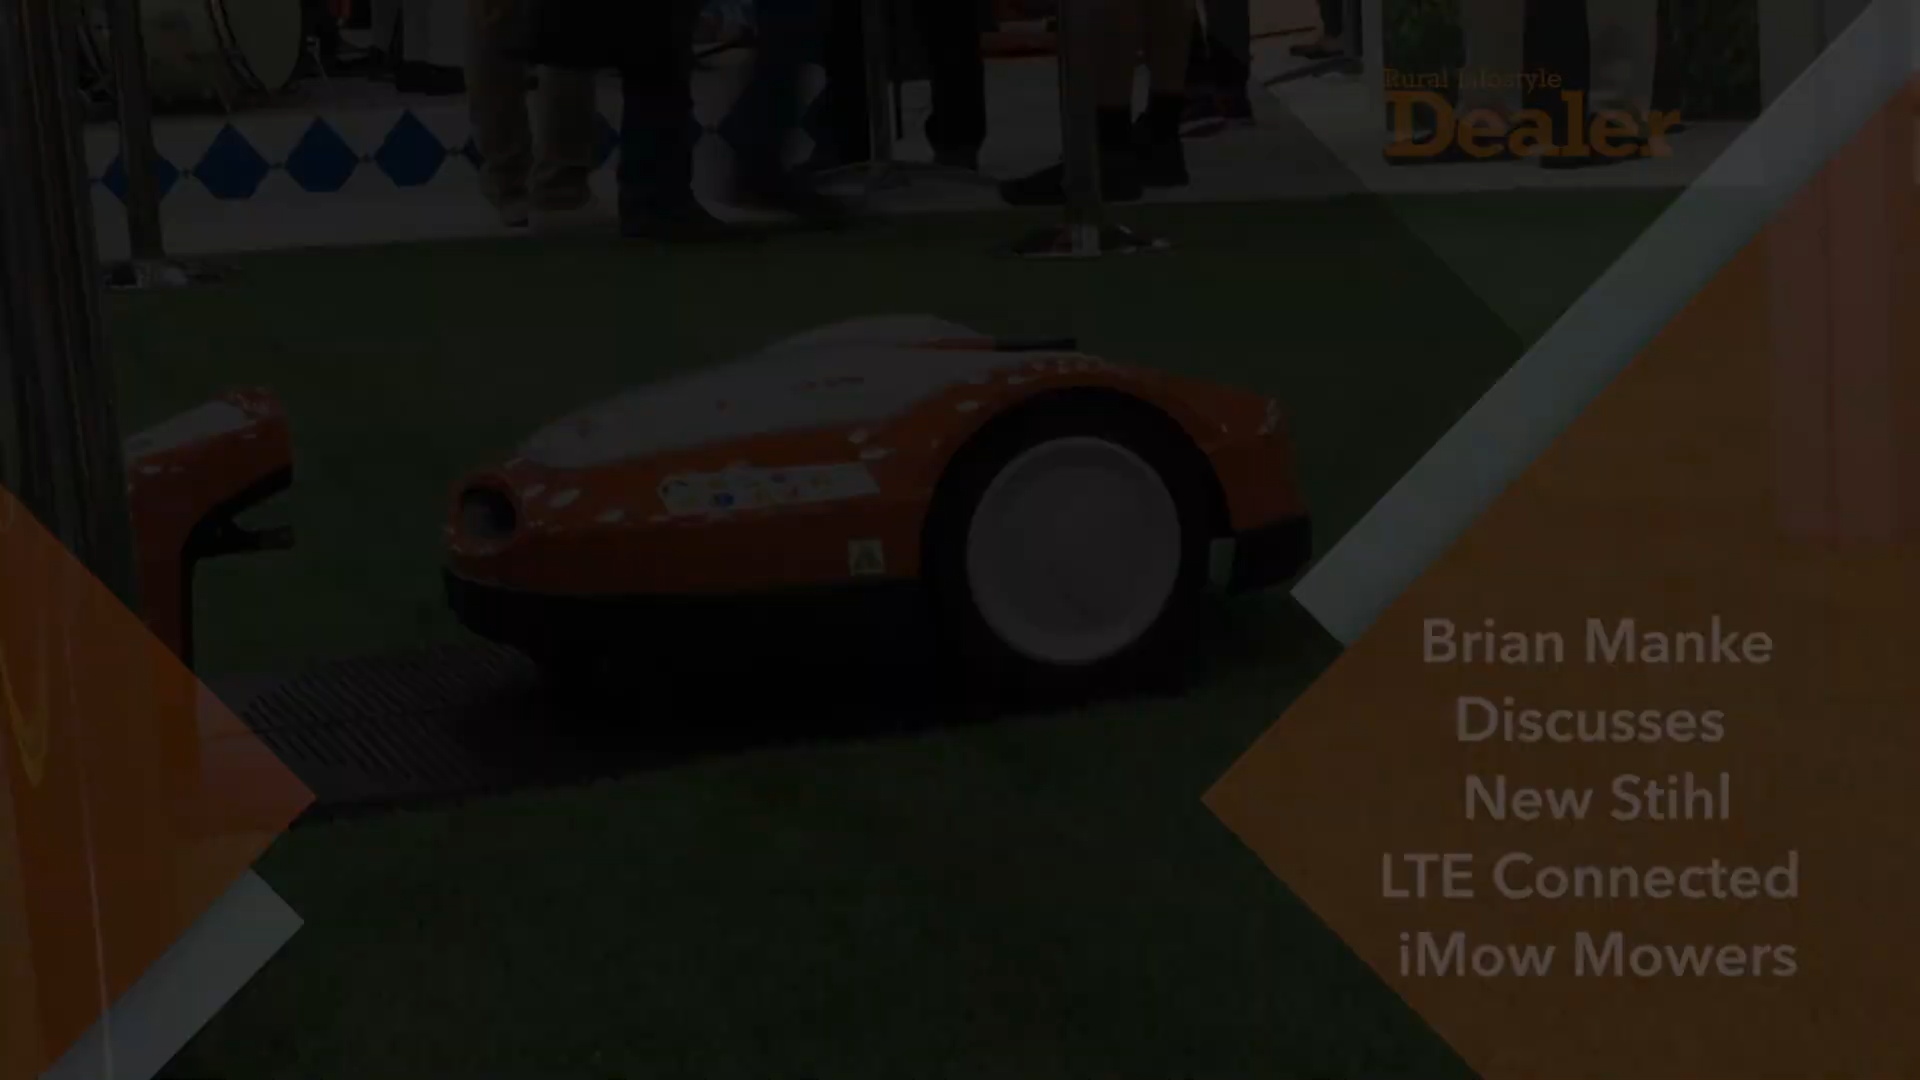 Rural Lifestyle
Dealer
Brian Manke
Discusses
New Stihl
LTE Connected
iMow Mowers